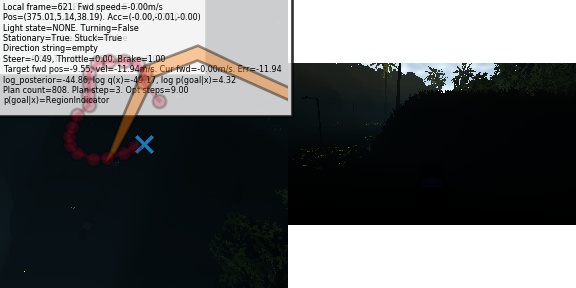 Local frame=621. Fwd speed=-0.00m/s
Pos=(375.01,5.14,38.19). Acc=(-0.00,-0.01,-0.00)
Light state=NONE. Turning=False
Stationary=True. Stuck=True
Direction string=empty
Steer=-0.49, Throttle=0.00, Brake=1.00
Target fwd pos=-9.55, vel=-11.94m/s. Cur fwd=-0.00m/s. Err=-11.94
log_posterior=-44.86, log q(x)=-49.17, log p(goal|x)=4.32
Plan count=808. Plan step=3. Opt steps=9.00
p(goal|x)=RegionIndicator